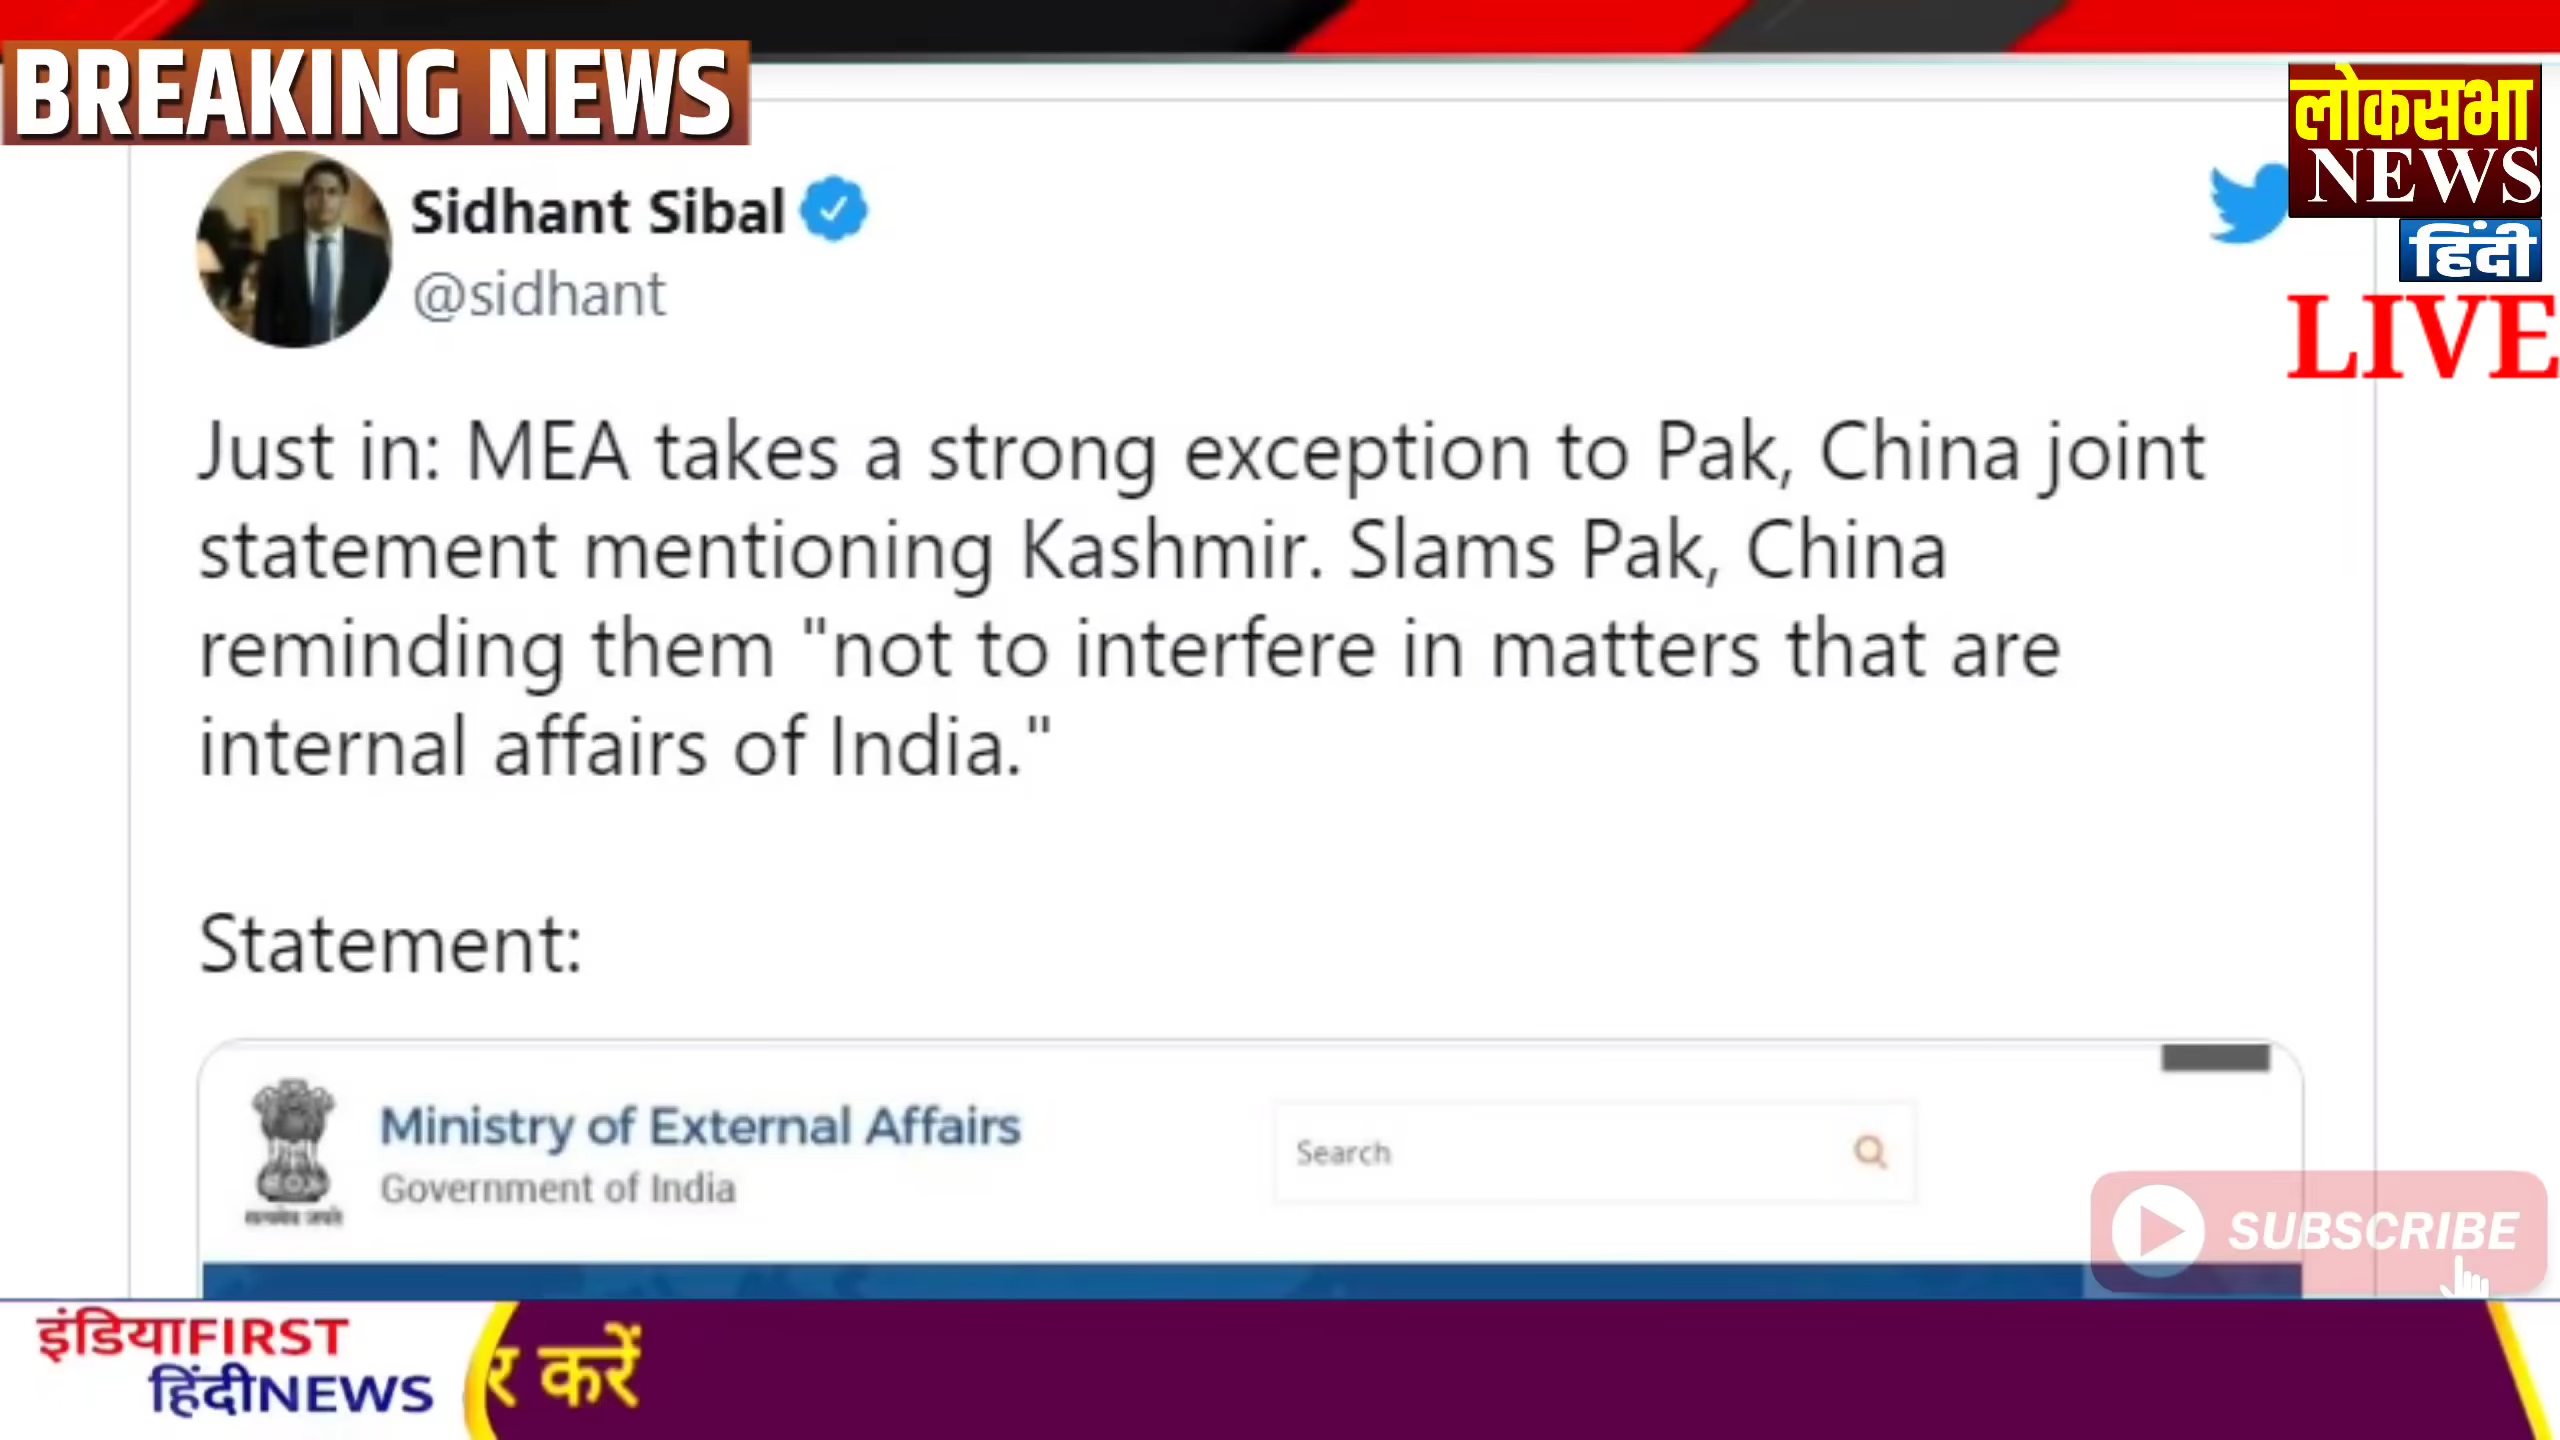 BREAKING NEWS
लोकसभा
NEWS
हिंदी
LIVE
Sidhant Sibal
@sidhant
Just in: MEA takes a strong exception to Pak, China joint
statement mentioning Kashmir. Slams Pak, China
reminding them "not to interfere in matters that are
internal affairs of India."
Statement:
Ministry of External Affairs
Government of India
Search
SUBSCRIBE
इंडियाFIRST
हिंदीNEWS
र करें